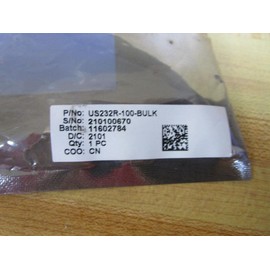 P/No: US232R-100-BULK
S/No: 210100670
Batch: 11602784
D/C: 2101
Qty: 1 PC
COO: CN